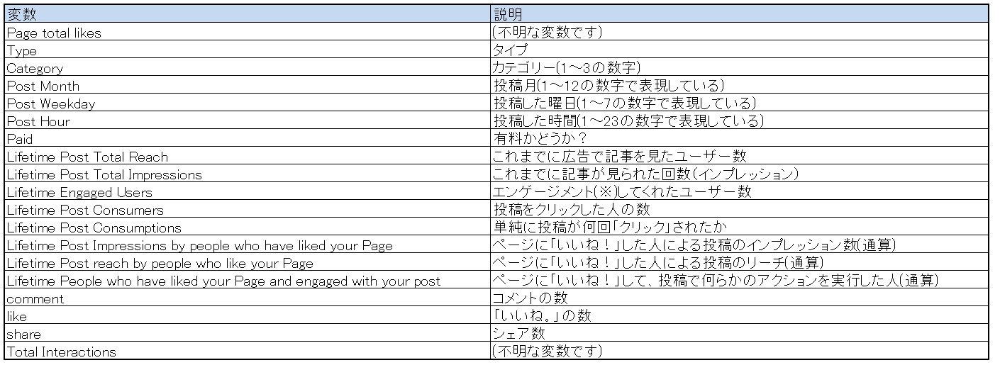 変数 説明
Page total likes (不明な変数です)
Type タイプ
Category カテゴリー(1～3の数字)
Post Month 投稿月(1～12の数字で表現している)
Post Weekday 投稿した曜日(1～7の数字で表現している)
Post Hour 投稿した時間(1～23の数字で表現している)
Paid 有料かどうか？
Lifetime Post Total Reach これまでに広告で記事を見たユーザー数
Lifetime Post Total Impressions これまでに記事が見られた回数(インプレッション)
Lifetime Engaged Users エンゲージメント(※)してくれたユーザー数
Lifetime Post Consumers 投稿をクリックした人の数
Lifetime Post Consumptions 単純に投稿が何回「クリック」されたか
Lifetime Post Impressions by people who have liked your Page ページに「いいね！」した人による投稿のインプレッション数(通算)
Lifetime Post reach by people who like your Page ページに「いいね！」した人による投稿のリーチ(通算)
Lifetime People who have liked your Page and engaged with your post ページに「いいね！」して、投稿で何らかのアクションを実行した人(通算)
comment コメントの数
like 「いいね。」の数
share シェア数
Total Interactions (不明な変数です)